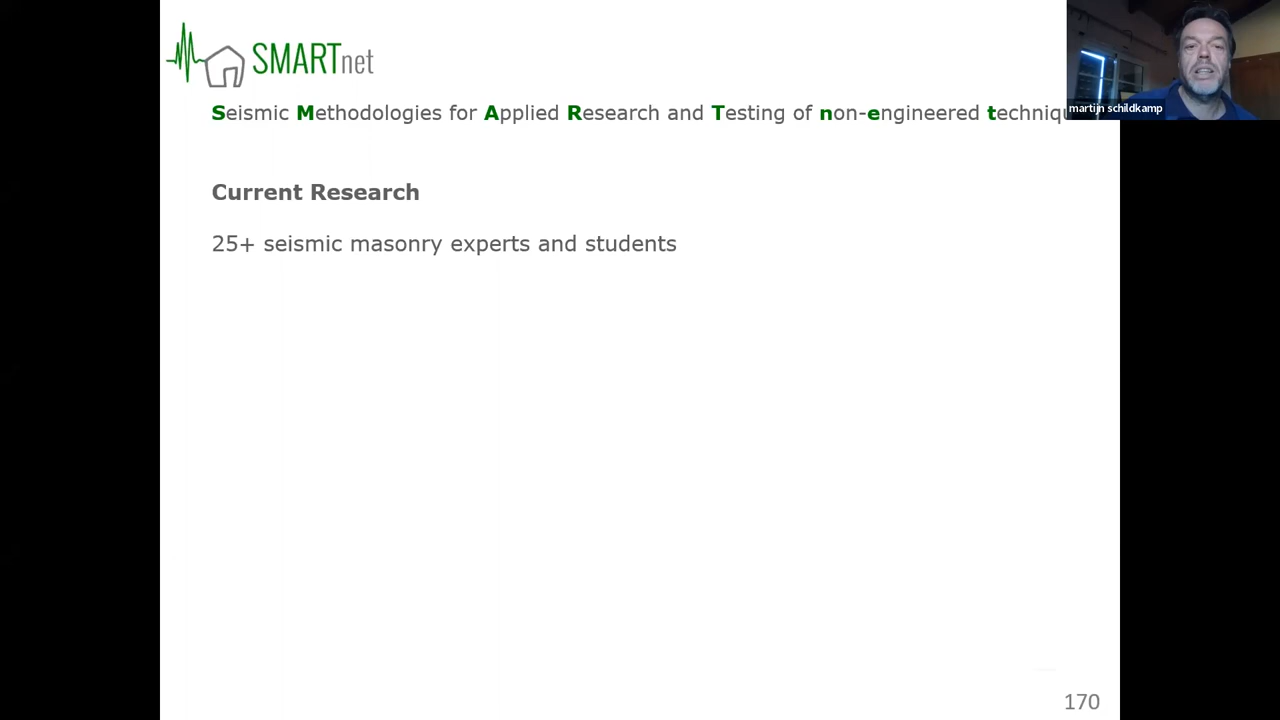 SMARTnet
Seismic Methodologies for Applied Research and Testing of non-engineered
martijn schildkamp
Current Research
25+ seismic masonry experts and students
170